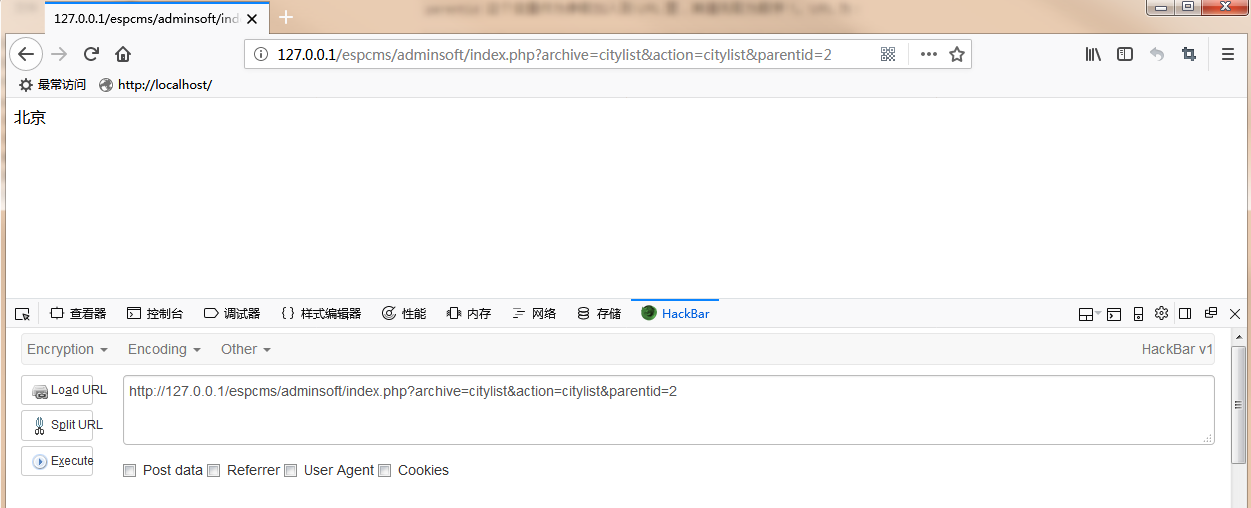 127.0.0.1/espcms/adminsoft/ind
127.0.0.1/espcms/adminsoft/index.php?archive=citylist&action=citylist&parentid=2
最常访问 http://localhost/
北京
查看器 控制台 调试器 {} 样式编辑器 性能 内存 网络 存储 HackBar
Encryption Encoding Other HackBar v1
Load URL http://127.0.0.1/espcms/adminsoft/index.php?archive=citylist&action=citylist&parentid=2
Split URL
Execute
Post data Referrer User Agent Cookies